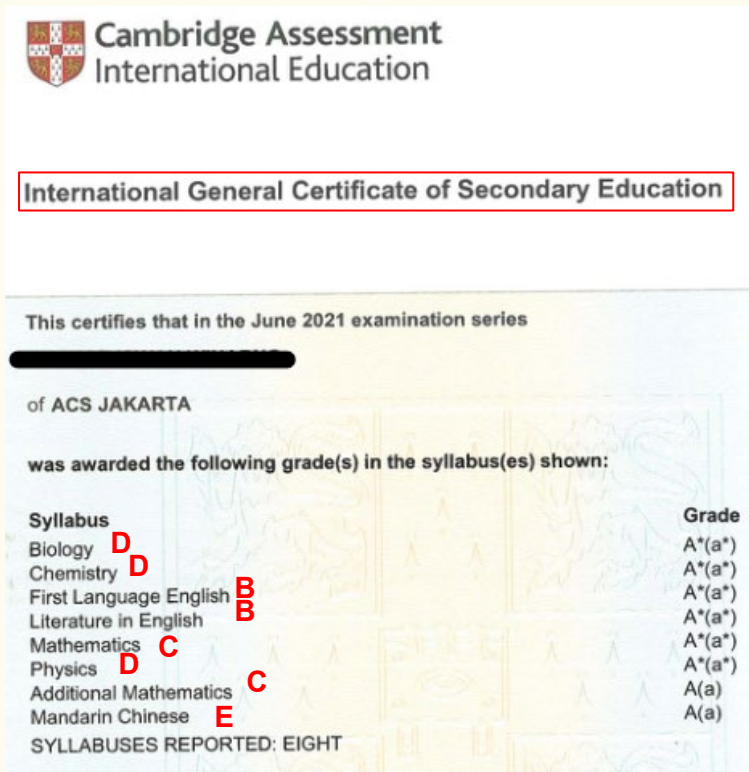 Cambridge Assessment
International Education
International General Certificate of Secondary Education
This certifies that in the June 2021 examination series
of ACS JAKARTA
was awarded the following grade(s) in the syllabus(es) shown:
Syllabus Grade
Biology D A*(a*)
Chemistry D A*(a*)
First Language English B A*(a*)
Literature in English B A*(a*)
Mathematics C A*(a*)
Physics D A*(a*)
Additional Mathematics C A(a)
Mandarin Chinese E A(a)
SYLLABUSES REPORTED: EIGHT